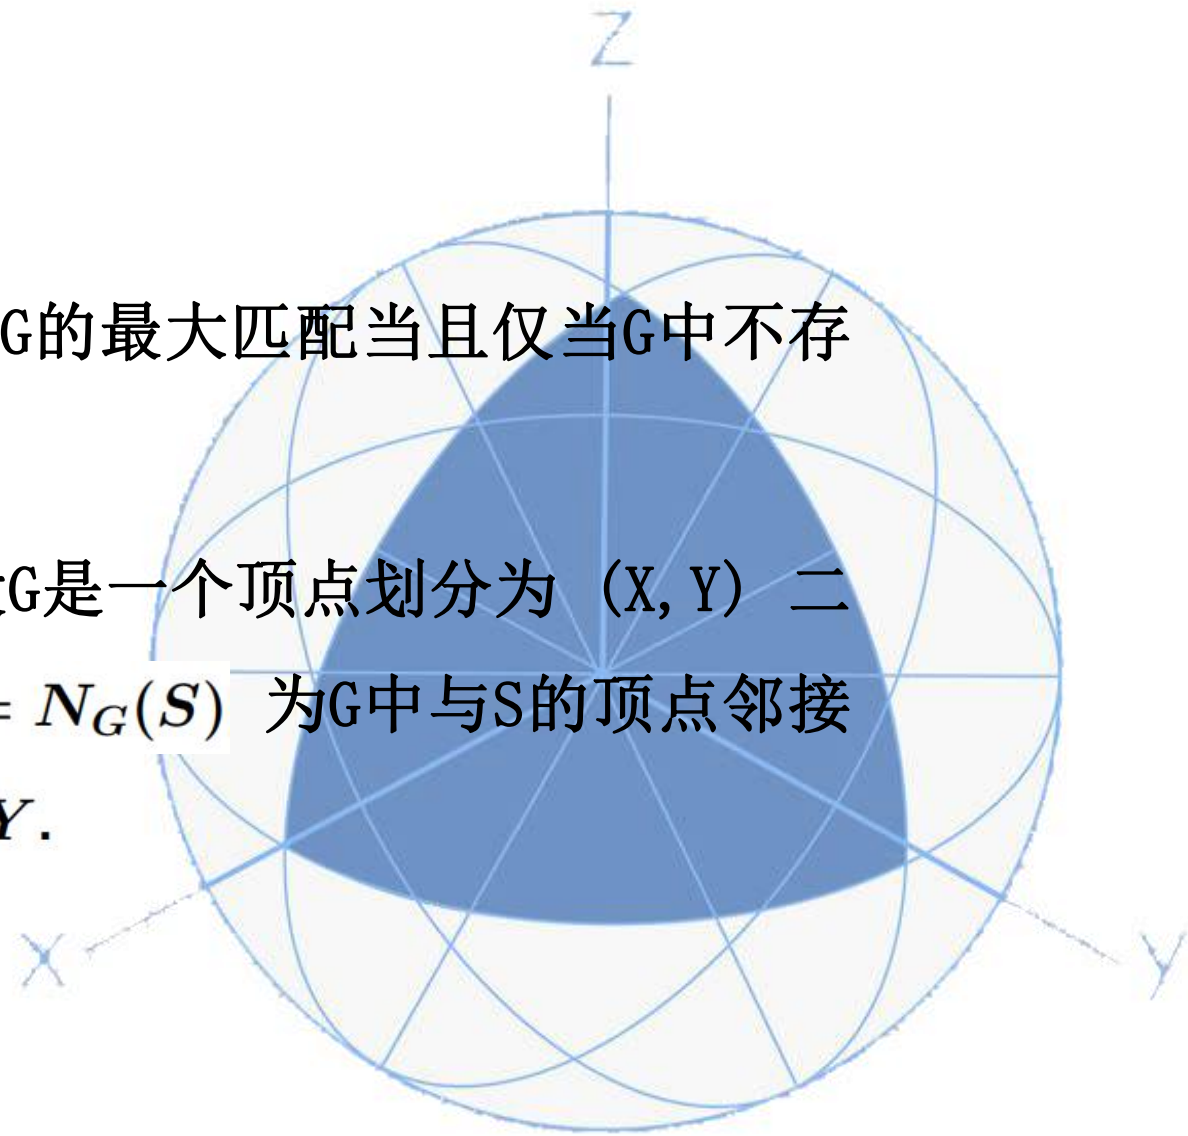 Z
G的最大匹配当且仅当G中不存
G是一个顶点划分为 (X, Y) 二
= N_G(S) 为G中与S的顶点邻接
Y.
X
Y